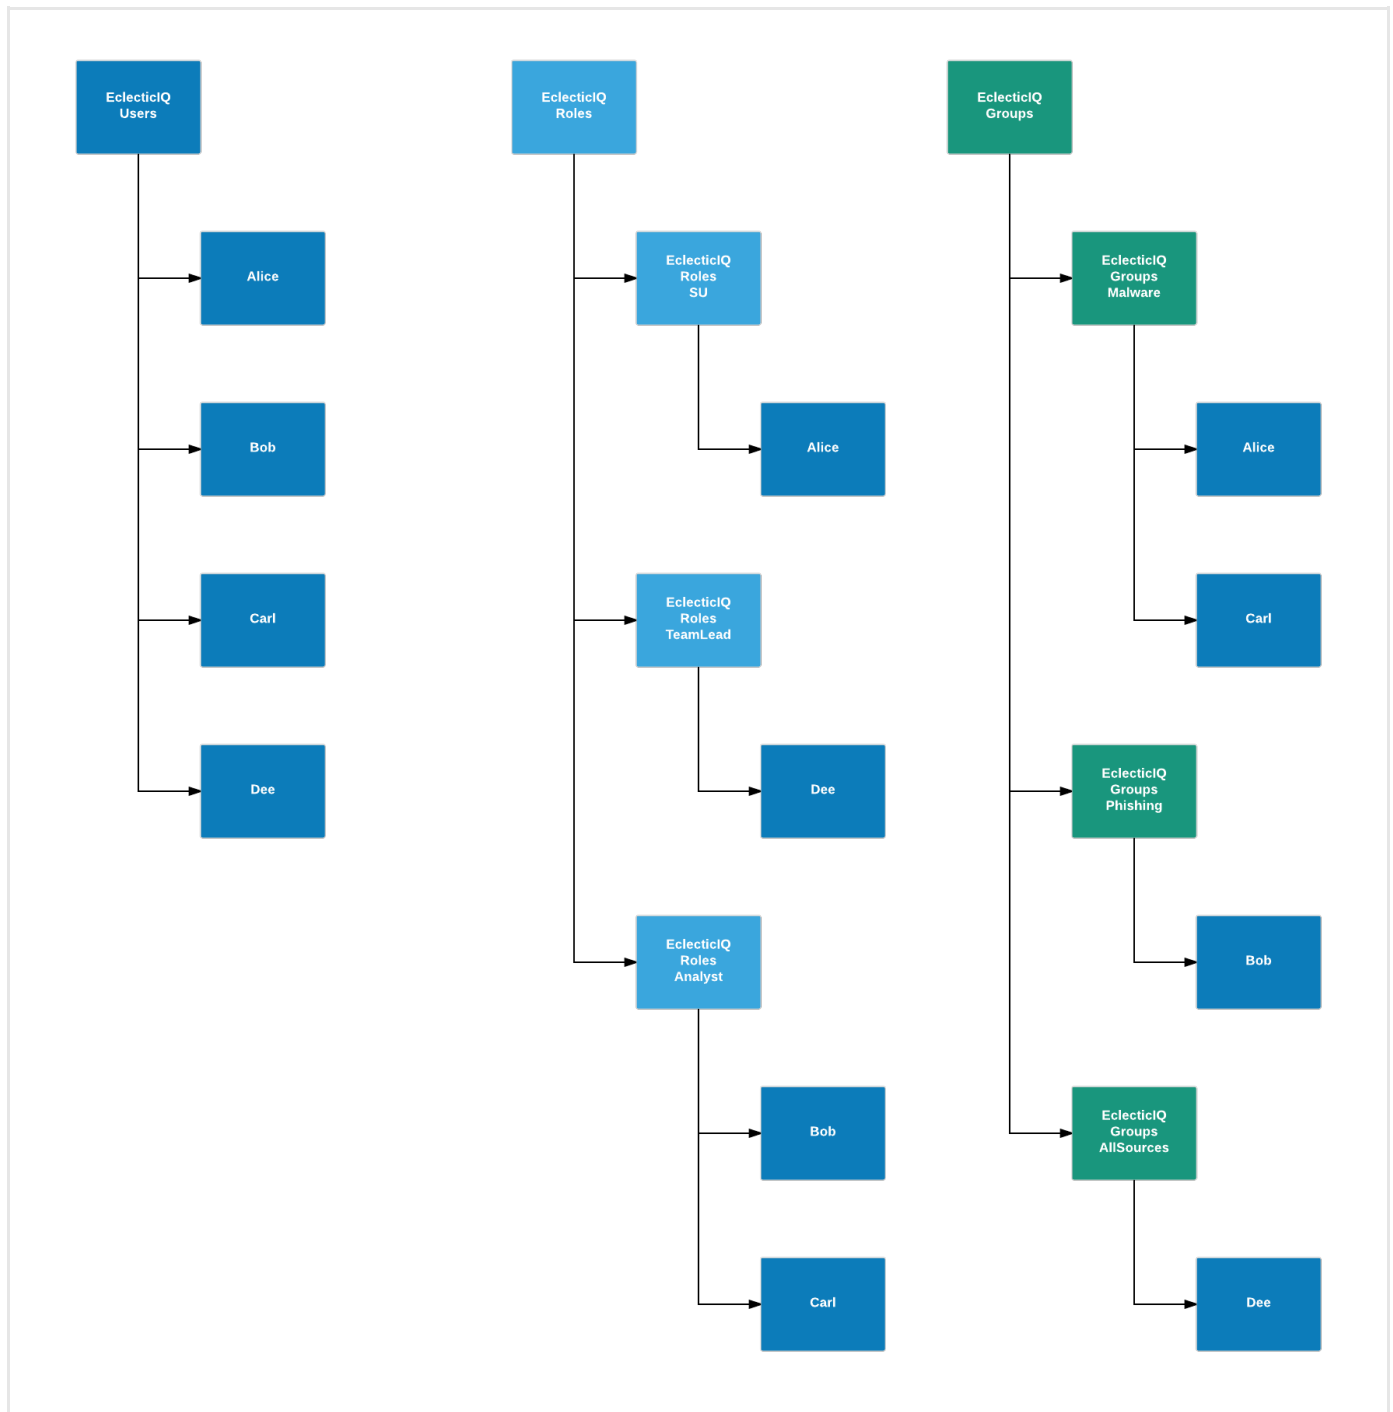 EclecticIQ
Users
Alice
Bob
Carl
Dee
EclecticIQ
Roles
EclecticIQ
Roles
SU
Alice
EclecticIQ
Roles
TeamLead
Dee
EclecticIQ
Roles
Analyst
Bob
Carl
EclecticIQ
Groups
EclecticIQ
Groups
Malware
Alice
Carl
EclecticIQ
Groups
Phishing
Bob
EclecticIQ
Groups
AllSources
Dee